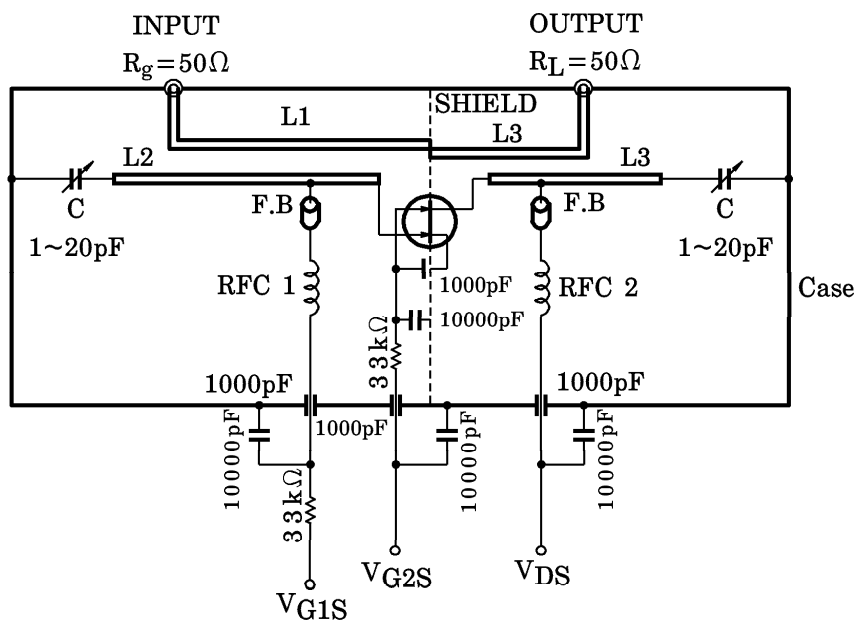 INPUT
Rg=50Ω
OUTPUT
RL=50Ω
SHIELD
L1
L3
L2
L3
F.B
F.B
C
1~20pF
C
1~20pF
RFC 1
1000pF
RFC 2
Case
10000pF
33kΩ
1000pF
1000pF
1000pF
10000pF
10000pF
10000pF
33kΩ
VG2S
VDS
VG1S